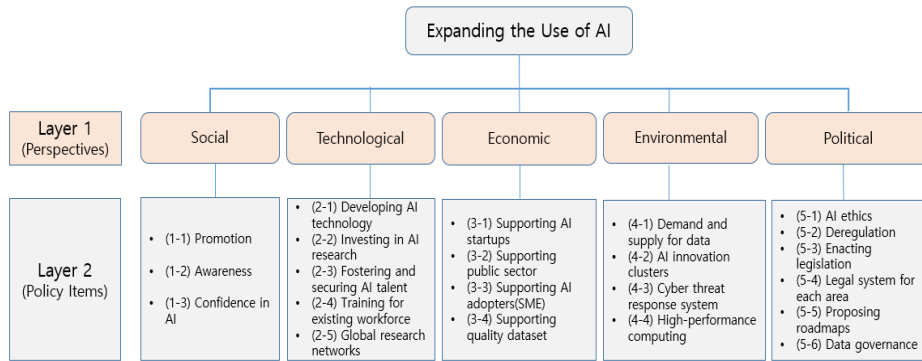 Expanding the Use of AI
Layer 1
(Perspectives)
Social
Technological
Economic
Environmental
Political
Layer 2
(Policy Items)
• (1-1) Promotion
• (1-2) Awareness
• (1-3) Confidence in
AI
• (2-1) Developing AI
technology
• (2-2) Investing in AI
research
• (2-3) Fostering and
securing AI talent
• (2-4) Training for
existing workforce
• (2-5) Global research
networks
• (3-1) Supporting AI
startups
• (3-2) Supporting
public sector
• (3-3) Supporting AI
adopters(SME)
• (3-4) Supporting
quality dataset
• (4-1) Demand and
supply for data
• (4-2) AI innovation
clusters
• (4-3) Cyber threat
response system
• (4-4) High-performance
computing
• (5-1) AI ethics
• (5-2) Deregulation
• (5-3) Enacting
legislation
• (5-4) Legal system for
each area
• (5-5) Proposing
roadmaps
• (5-6) Data governance